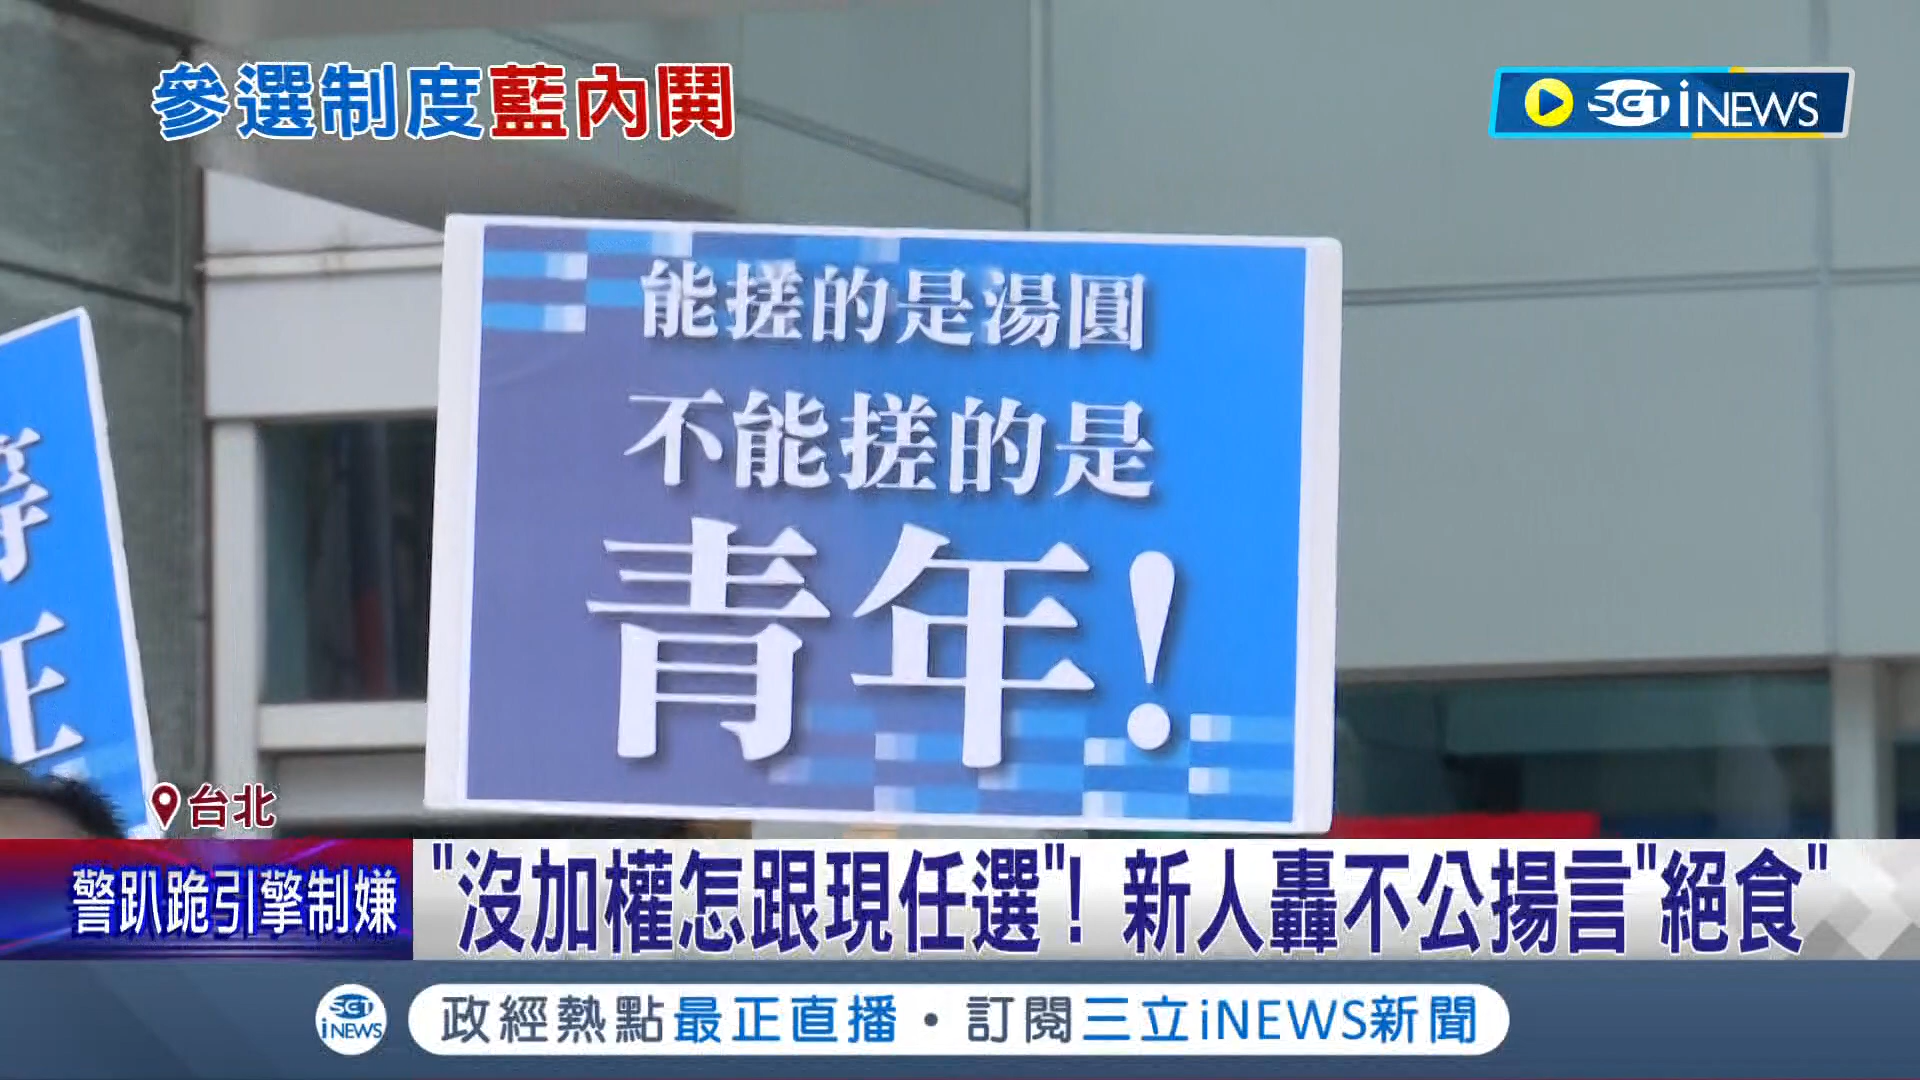 參選制度藍內鬨
SET iNEWS
能搓的是湯圓
不能搓的是
青年!
台北
警趴跪引擎制嫌
"沒加權怎跟現任選"! 新人轟不公揚言"絕食"
SET iNEWS
政經熱點最正直播・訂閱三立iNEWS新聞